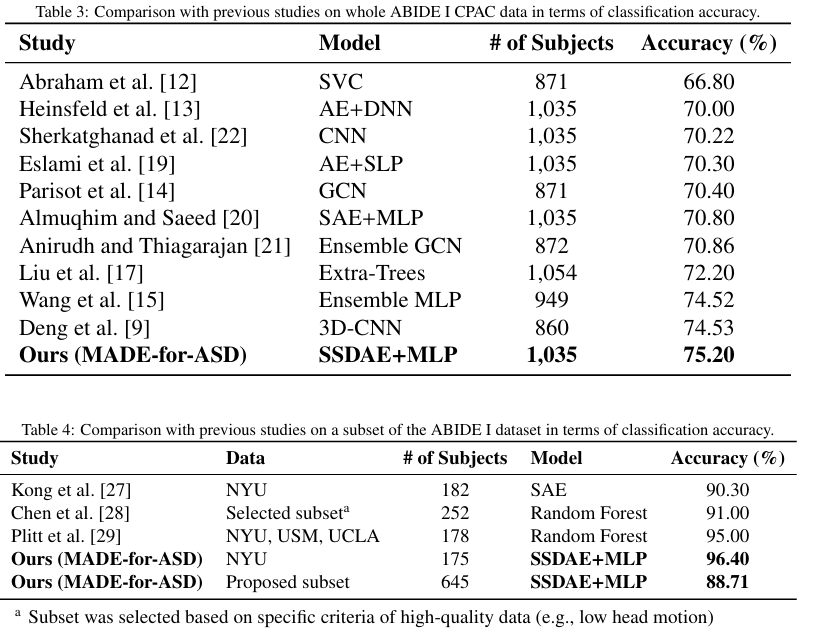 Table 3: Comparison with previous studies on whole ABIDE I CPAC data in terms of classification accuracy.
Study Model # of Subjects Accuracy (%)
Abraham et al. [12] SVC 871 66.80
Heinsfeld et al. [13] AE+DNN 1,035 70.00
Sherkatghanad et al. [22] CNN 1,035 70.22
Eslami et al. [19] AE+SLP 1,035 70.30
Parisot et al. [14] GCN 871 70.40
Almuqhim and Saeed [20] SAE+MLP 1,035 70.80
Anirudh and Thiagarajan [21] Ensemble GCN 872 70.86
Liu et al. [17] Extra-Trees 1,054 72.20
Wang et al. [15] Ensemble MLP 949 74.52
Deng et al. [9] 3D-CNN 860 74.53
Ours (MADE-for-ASD) SSDAE+MLP 1,035 75.20
Table 4: Comparison with previous studies on a subset of the ABIDE I dataset in terms of classification accuracy.
Study Data # of Subjects Model Accuracy (%)
Kong et al. [27] NYU 182 SAE 90.30
Chen et al. [28] Selected subsetᵃ 252 Random Forest 91.00
Plitt et al. [29] NYU, USM, UCLA 178 Random Forest 95.00
Ours (MADE-for-ASD) NYU 175 SSDAE+MLP 96.40
Ours (MADE-for-ASD) Proposed subset 645 SSDAE+MLP 88.71
ᵃ Subset was selected based on specific criteria of high-quality data (e.g., low head motion)